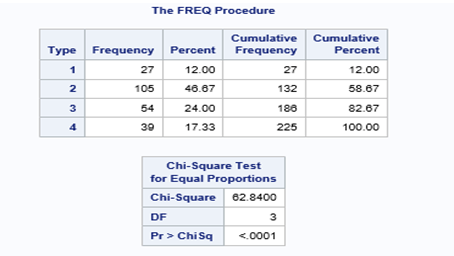 The FREQ Procedure
Type Frequency Percent Cumulative Frequency Cumulative Percent
1 27 12.00 27 12.00
2 105 46.67 132 58.67
3 54 24.00 186 82.67
4 39 17.33 225 100.00
Chi-Square Test
for Equal Proportions
Chi-Square 62.8400
DF 3
Pr > ChiSq <.0001